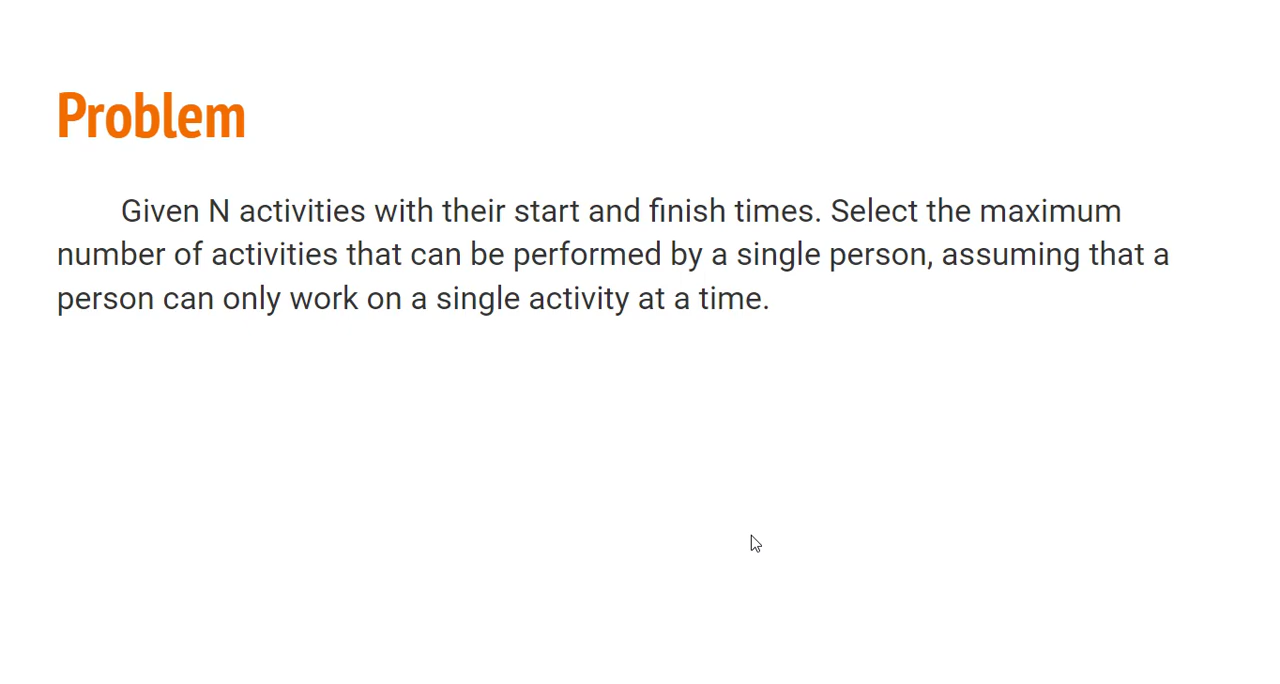 Problem
Given N activities with their start and finish times. Select the maximum
number of activities that can be performed by a single person, assuming that a
person can only work on a single activity at a time.